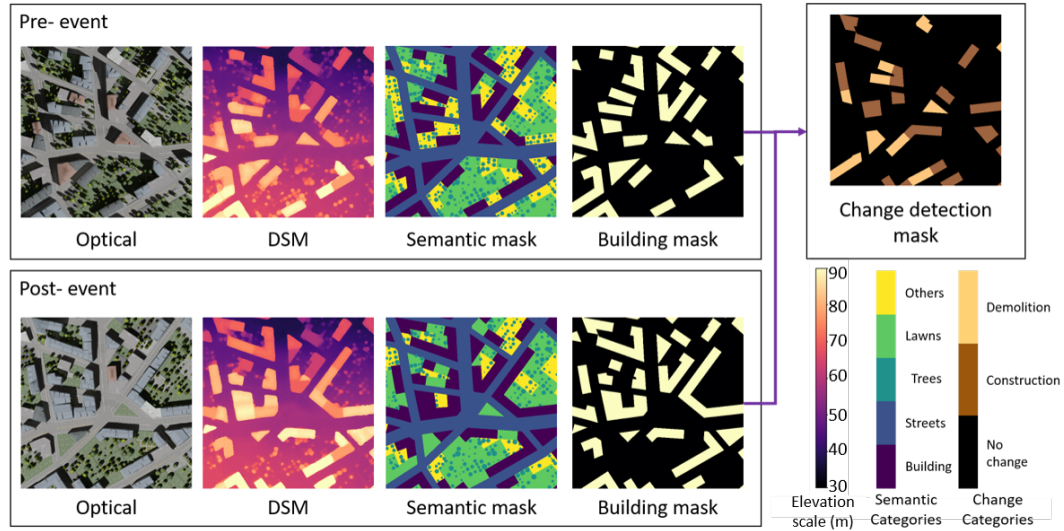 Pre- event
Optical
DSM
Semantic mask
Building mask
Change detection
mask
Post- event
Optical
DSM
Semantic mask
Building mask
90
80
70
60
50
40
30
Elevation
scale (m)
Others
Lawns
Trees
Streets
Building
Semantic
Categories
Demolition
Construction
No
change
Change
Categories